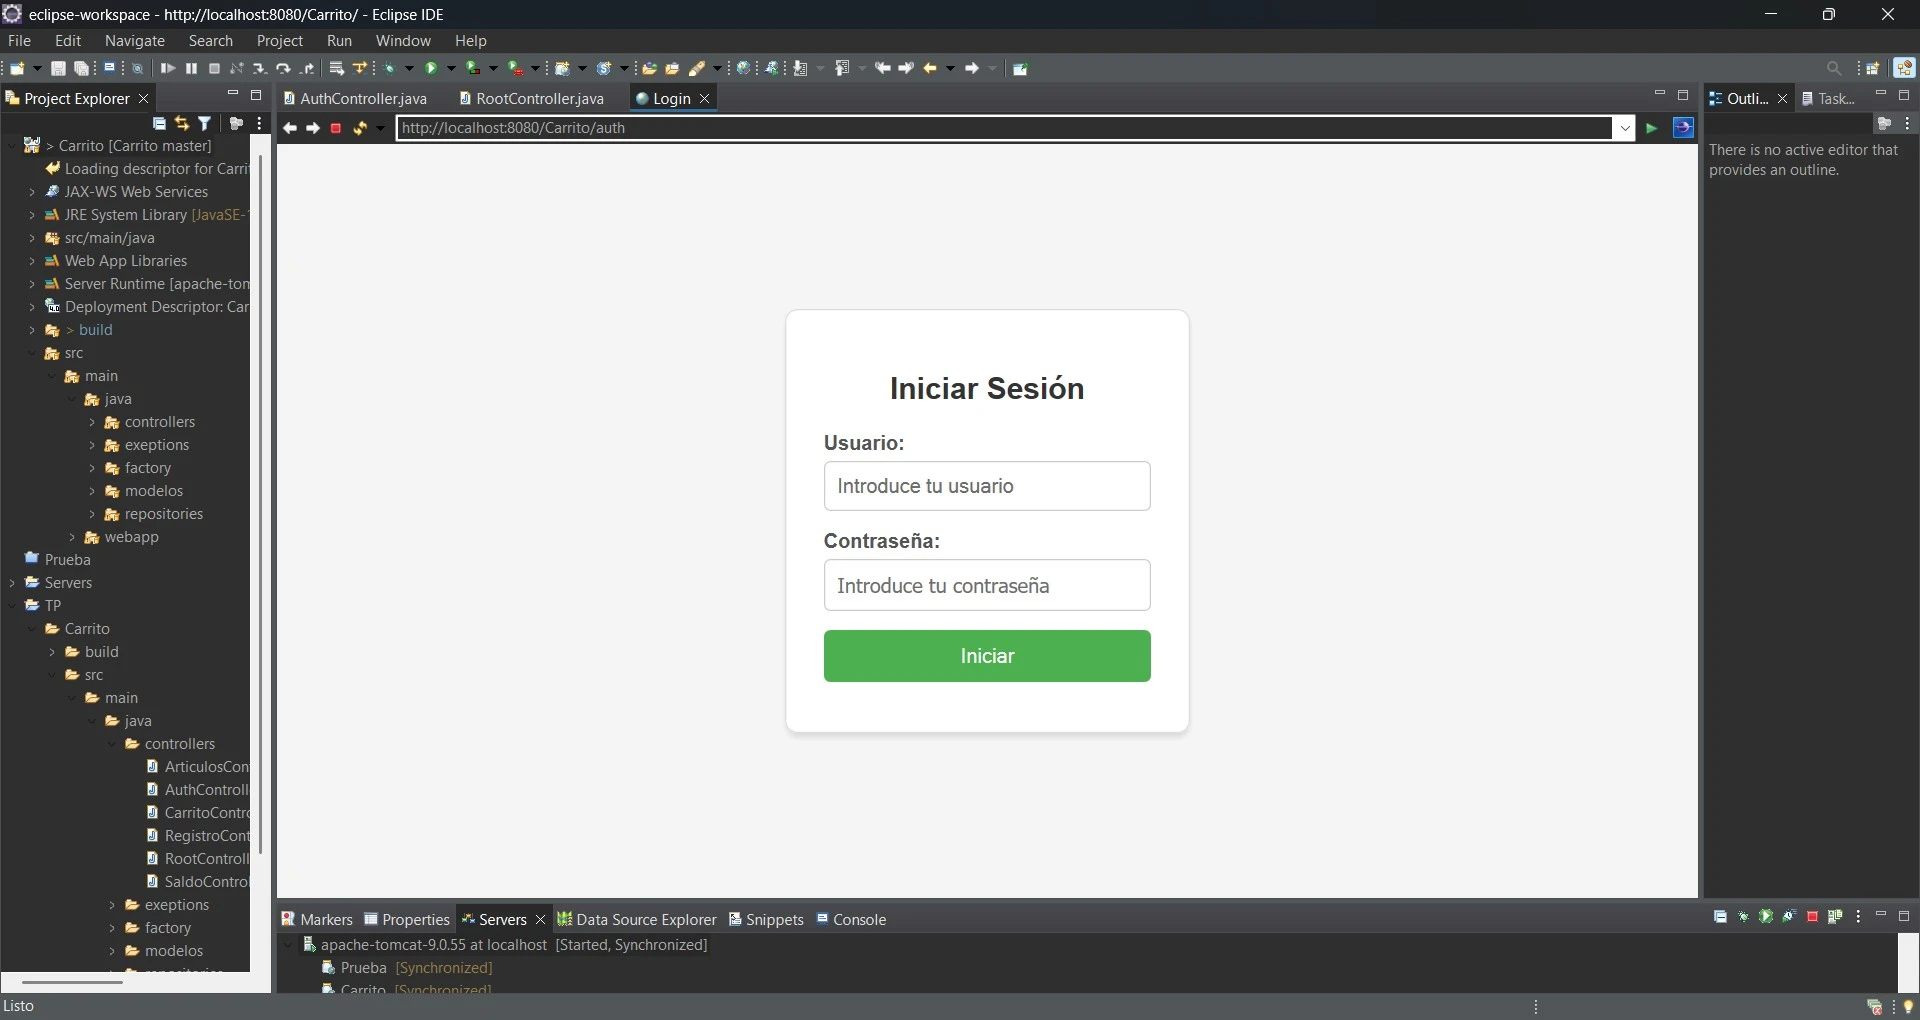 eclipse-workspace - http://localhost:8080/Carrito/ - Eclipse IDE
File Edit Navigate Search Project Run Window Help
Project Explorer
AuthController.java RootController.java Login
Outli... Task...
http://localhost:8080/Carrito/auth
There is no active editor that
provides an outline.
> Carrito [Carrito master]
Loading descriptor for Carri
JAX-WS Web Services
JRE System Library [JavaSE-
src/main/java
Web App Libraries
Server Runtime [apache-tom
Deployment Descriptor: Car
> build
src
main
java
controllers
exeptions
factory
modelos
repositories
webapp
Prueba
Servers
TP
Carrito
build
src
main
java
controllers
ArticulosCon
AuthControll
CarritoContro
RegistroCont
RootControll
SaldoControl
exeptions
factory
modelos
Iniciar Sesión
Usuario:
Introduce tu usuario
Contraseña:
Introduce tu contraseña
Iniciar
Markers Properties Servers Data Source Explorer Snippets Console
apache-tomcat-9.0.55 at localhost [Started, Synchronized]
Prueba [Synchronized]
Carrito [Synchronized]
Listo